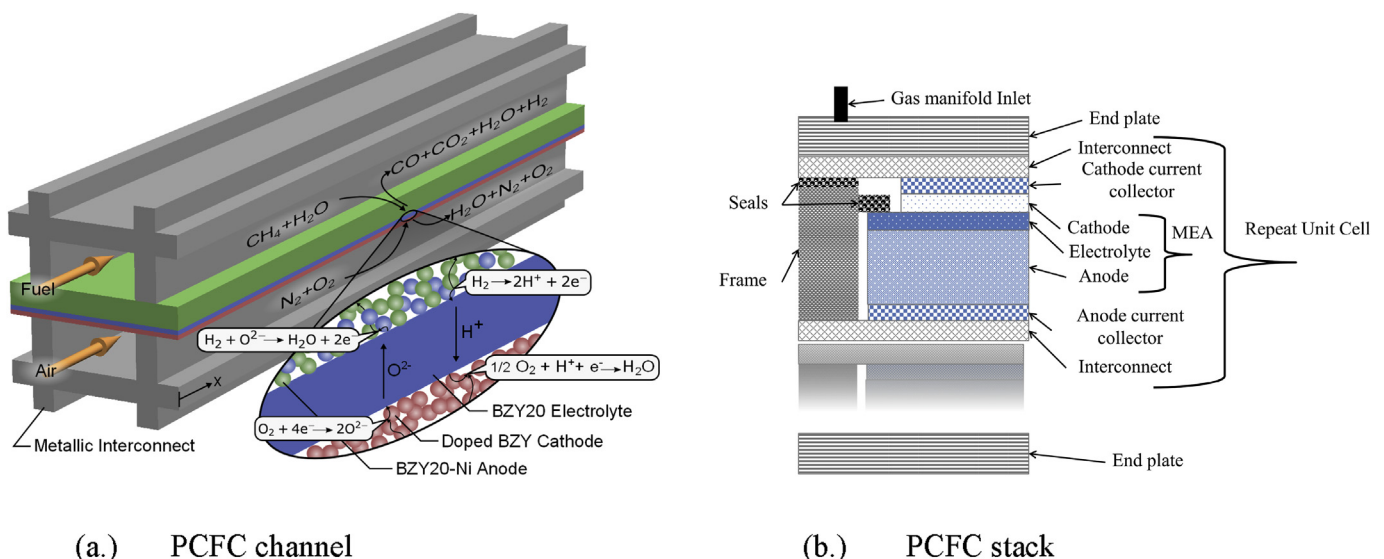 CO+CO₂+H₂O+H₂
CH₄+H₂O
H₂O+N₂+O₂
N₂+O₂
Fuel
Air
x
H₂ → 2H⁺ + 2e⁻
H₂ + O²⁻ → H₂O + 2e⁻
H⁺
O²⁻
1/2 O₂ + H⁺ + e⁻ → H₂O
O₂ + 4e⁻ → 2O²⁻
BZY20 Electrolyte
Doped BZY Cathode
BZY20-Ni Anode
Metallic Interconnect
(a.) PCFC channel
Gas manifold Inlet
End plate
Interconnect
Cathode current
collector
Seals
Cathode
MEA
Electrolyte
Repeat Unit Cell
Frame
Anode
Anode current
collector
Interconnect
End plate
(b.) PCFC stack